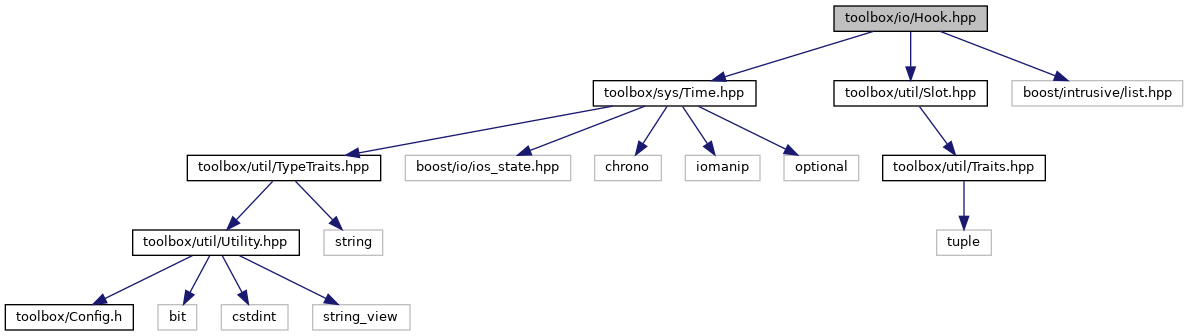 toolbox/io/Hook.hpp
toolbox/sys/Time.hpp
toolbox/util/Slot.hpp
boost/intrusive/list.hpp
toolbox/util/TypeTraits.hpp
boost/io/ios_state.hpp
chrono
iomanip
optional
toolbox/util/Traits.hpp
toolbox/util/Utility.hpp
string
tuple
toolbox/Config.h
bit
cstdint
string_view